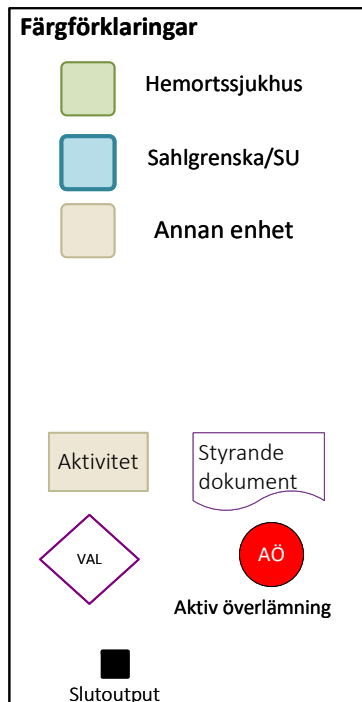 Färgförklaringar
Hemortssjukhus
Sahlgrenska/SU
Annan enhet
Aktivitet
Styrande
dokument
VAL
AÖ
Aktiv överlämning
Slutoutput